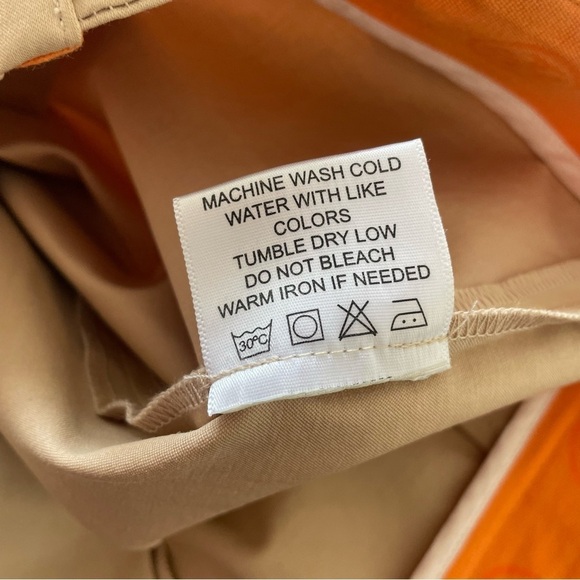 MACHINE WASH COLD
WATER WITH LIKE
COLORS
TUMBLE DRY LOW
DO NOT BLEACH
WARM IRON IF NEEDED
30°C